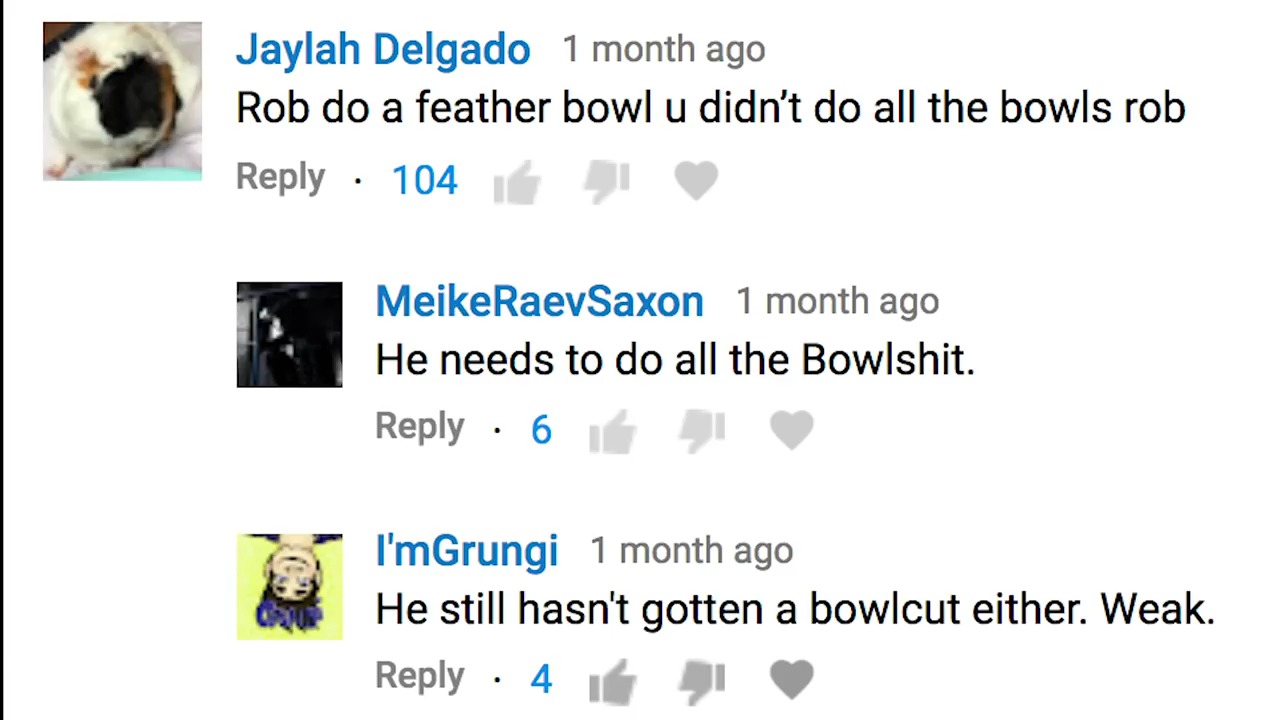 Jaylah Delgado 1 month ago
Rob do a feather bowl u didn’t do all the bowls rob
Reply · 104
MeikeRaevSaxon 1 month ago
He needs to do all the Bowlshit.
Reply · 6
I'mGrungi 1 month ago
He still hasn't gotten a bowlcut either. Weak.
Reply · 4